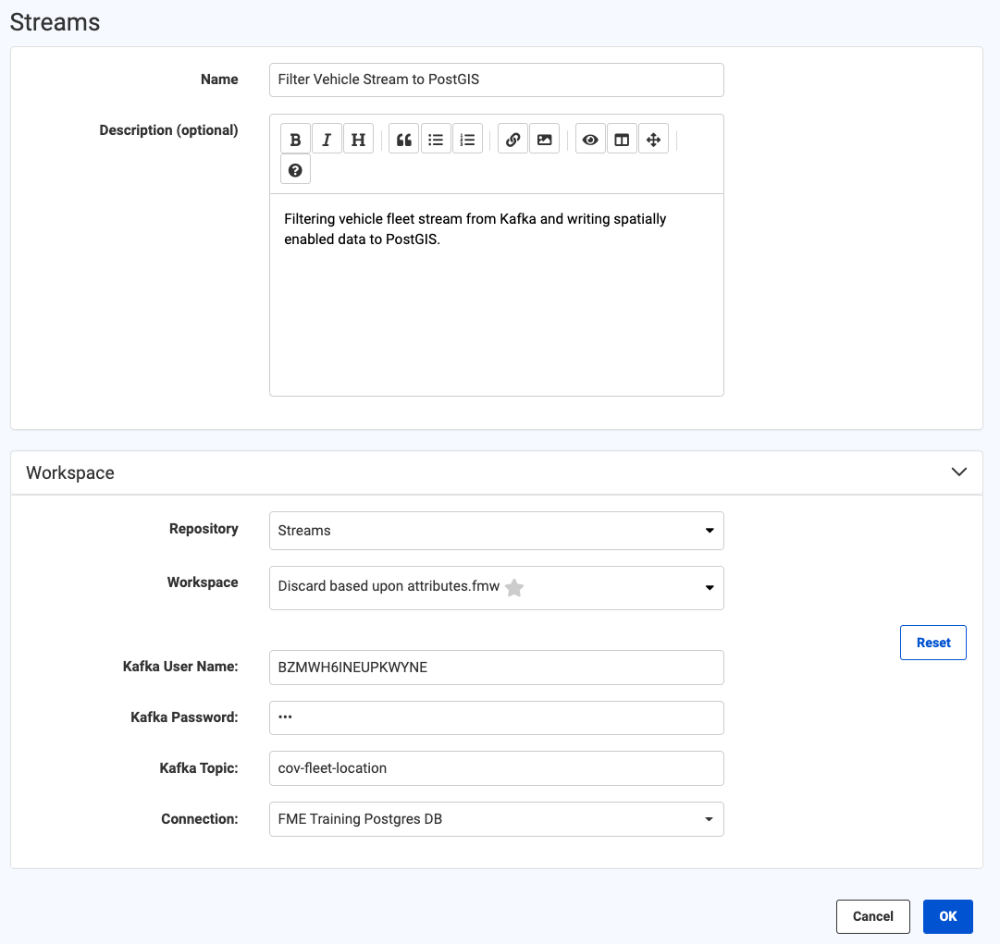 Streams
Name
Filter Vehicle Stream to PostGIS
Description (optional)
B I H
Filtering vehicle fleet stream from Kafka and writing spatially
enabled data to PostGIS.
Workspace
Repository
Streams
Workspace
Discard based upon attributes.fmw
Reset
Kafka User Name:
BZMWH6INEUPKWYNE
Kafka Password:
•••
Kafka Topic:
cov-fleet-location
Connection:
FME Training Postgres DB
Cancel
OK